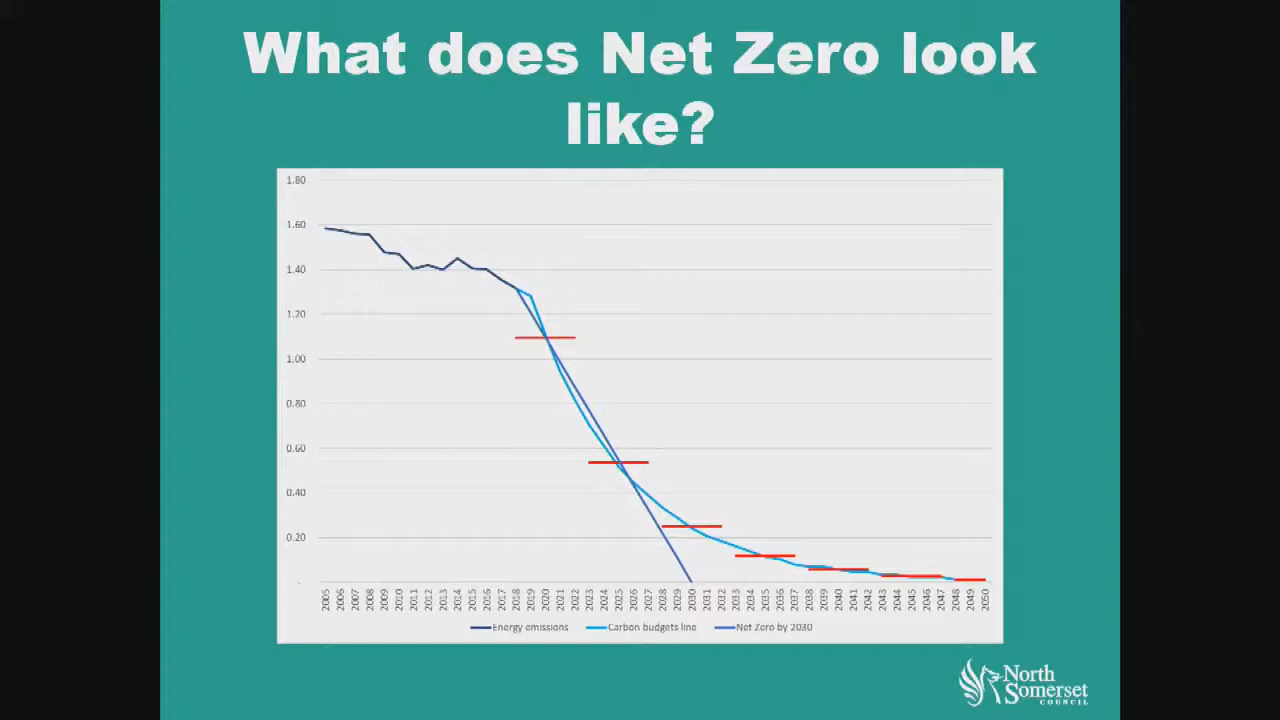 What does Net Zero look
like?
1.80
1.60
1.40
1.20
1.00
0.80
0.60
0.40
0.20
-
2005 2006 2007 2008 2009 2010 2011 2012 2013 2014 2015 2016 2017 2018 2019 2020 2021 2022 2023 2024 2025 2026 2027 2028 2029 2030 2031 2032 2033 2034 2035 2036 2037 2038 2039 2040 2041 2042 2043 2044 2045 2046 2047 2048 2049 2050
Energy emissions Carbon budgets line Net Zero by 2030
North
Somerset
COUNCIL